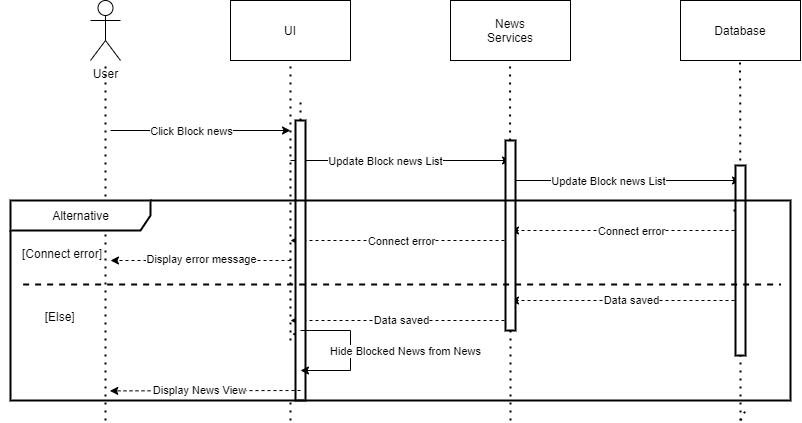 User
UI
News
Services
Database
Click Block news
Update Block news List
Update Block news List
Alternative
Connect error
Connect error
[Connect error]
Display error message
Data saved
[Else]
Data saved
Hide Blocked News from News
Display News View